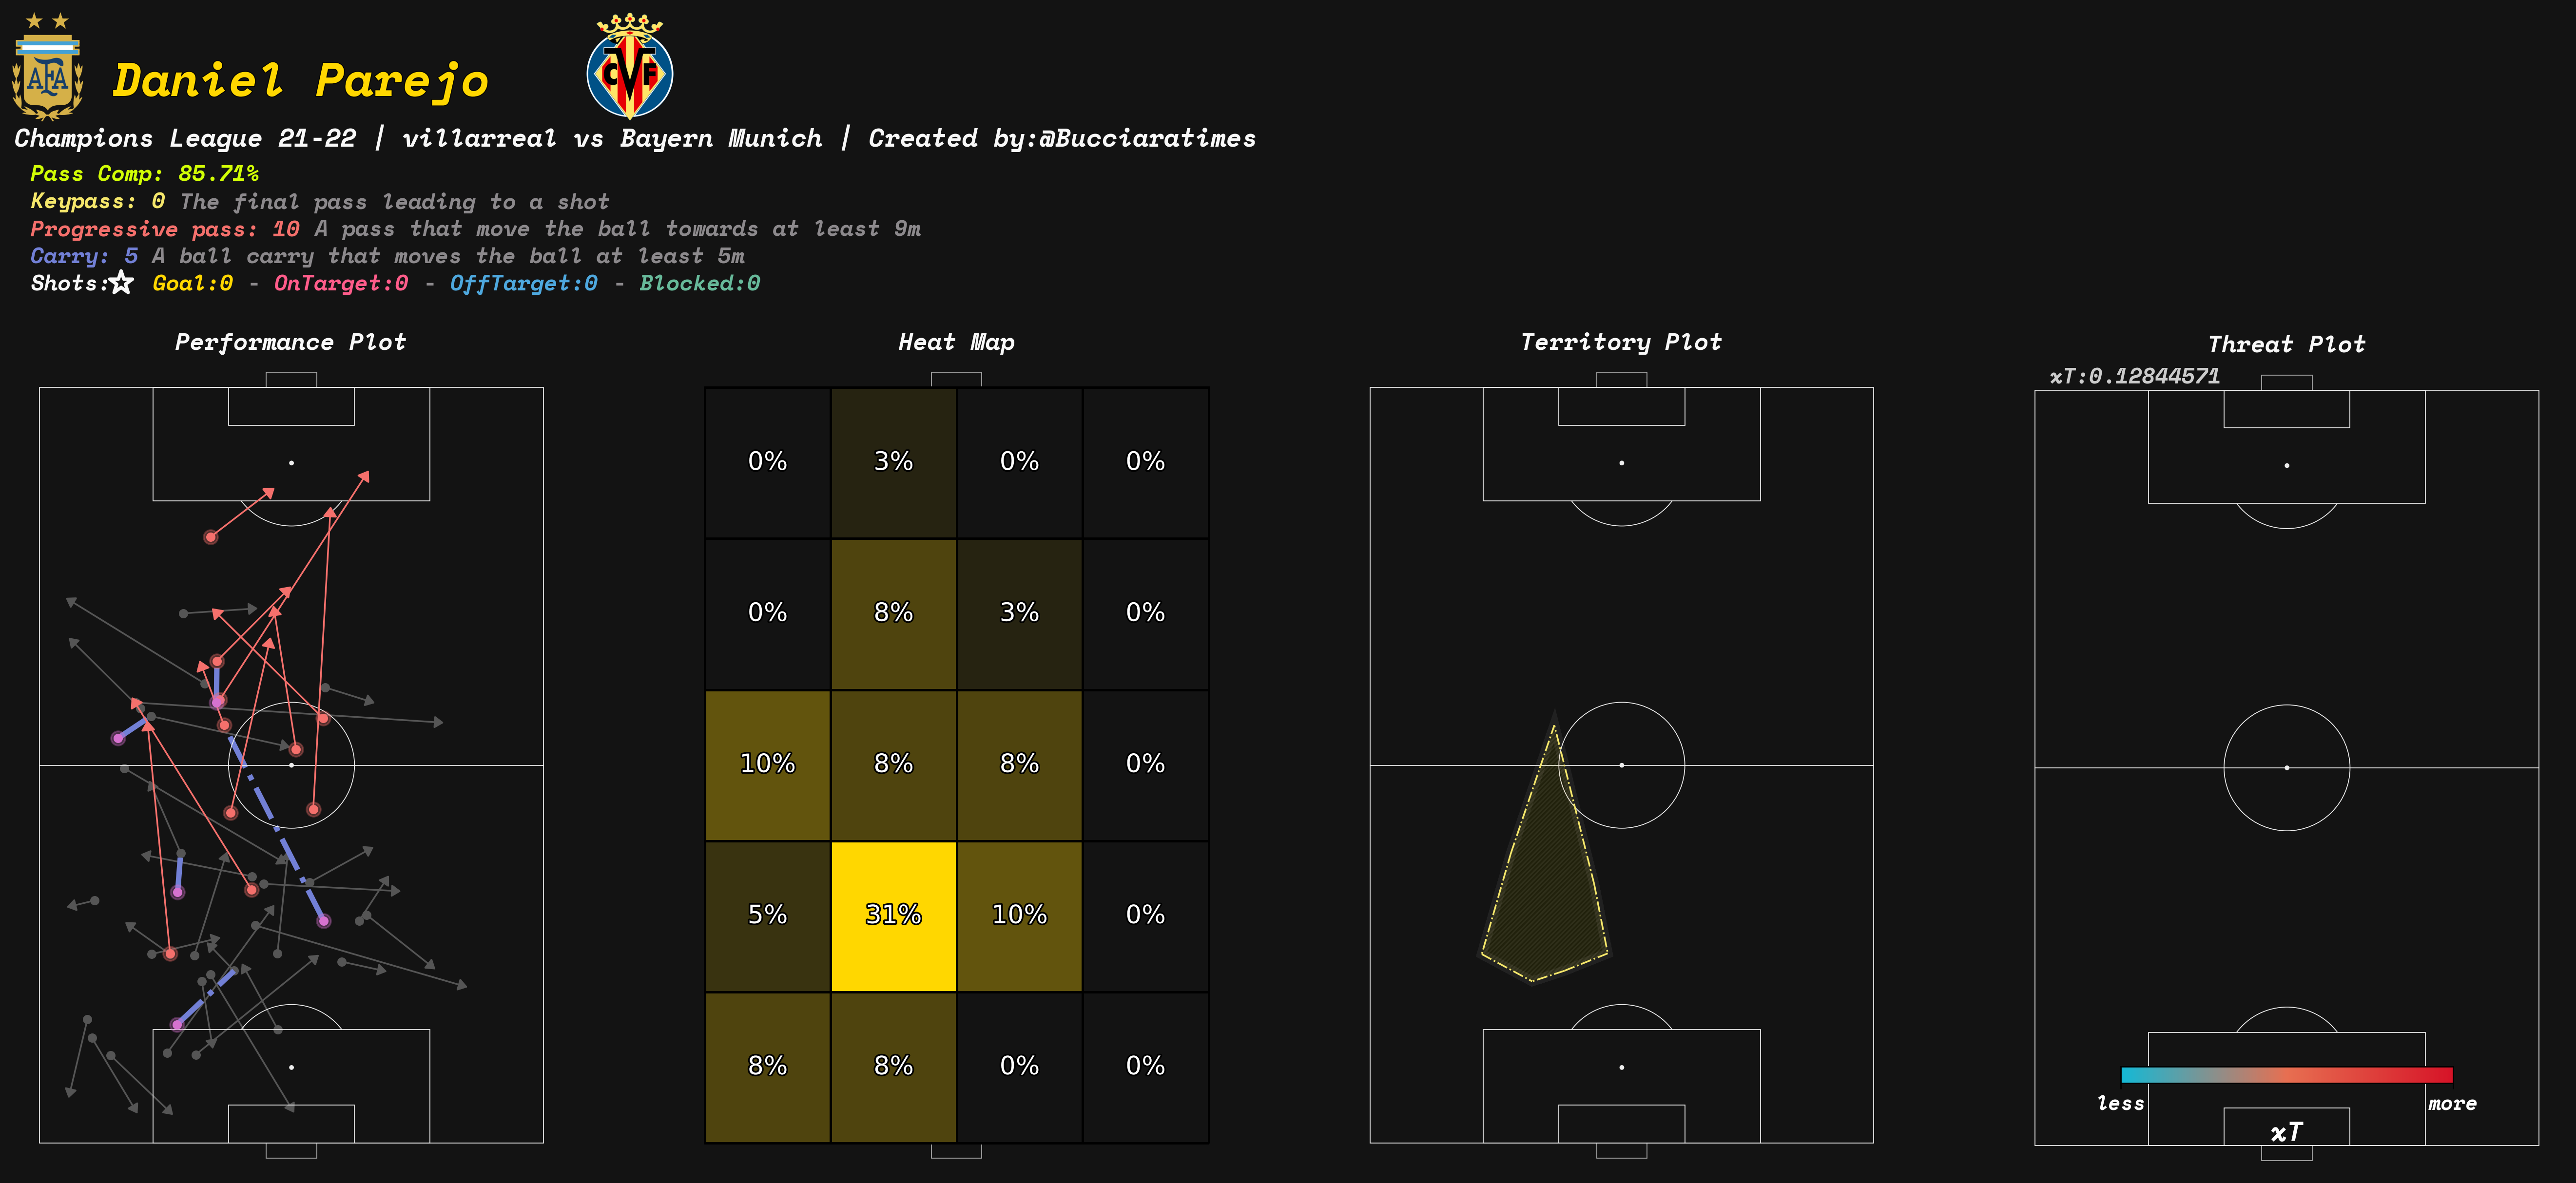 AFA
CVF
Daniel Parejo
Champions League 21-22 | villarreal vs Bayern Munich | Created by:@Bucciaratimes
Pass Comp: 85.71%
Keypass: 0 The final pass leading to a shot
Progressive pass: 10 A pass that move the ball towards at least 9m
Carry: 5 A ball carry that moves the ball at least 5m
Shots: Goal:0 - OnTarget:0 - OffTarget:0 - Blocked:0
Performance Plot
Heat Map
0% 3% 0% 0%
0% 8% 3% 0%
10% 8% 8% 0%
5% 31% 10% 0%
8% 8% 0% 0%
Territory Plot
Threat Plot
xT:0.12844571
less more
xT